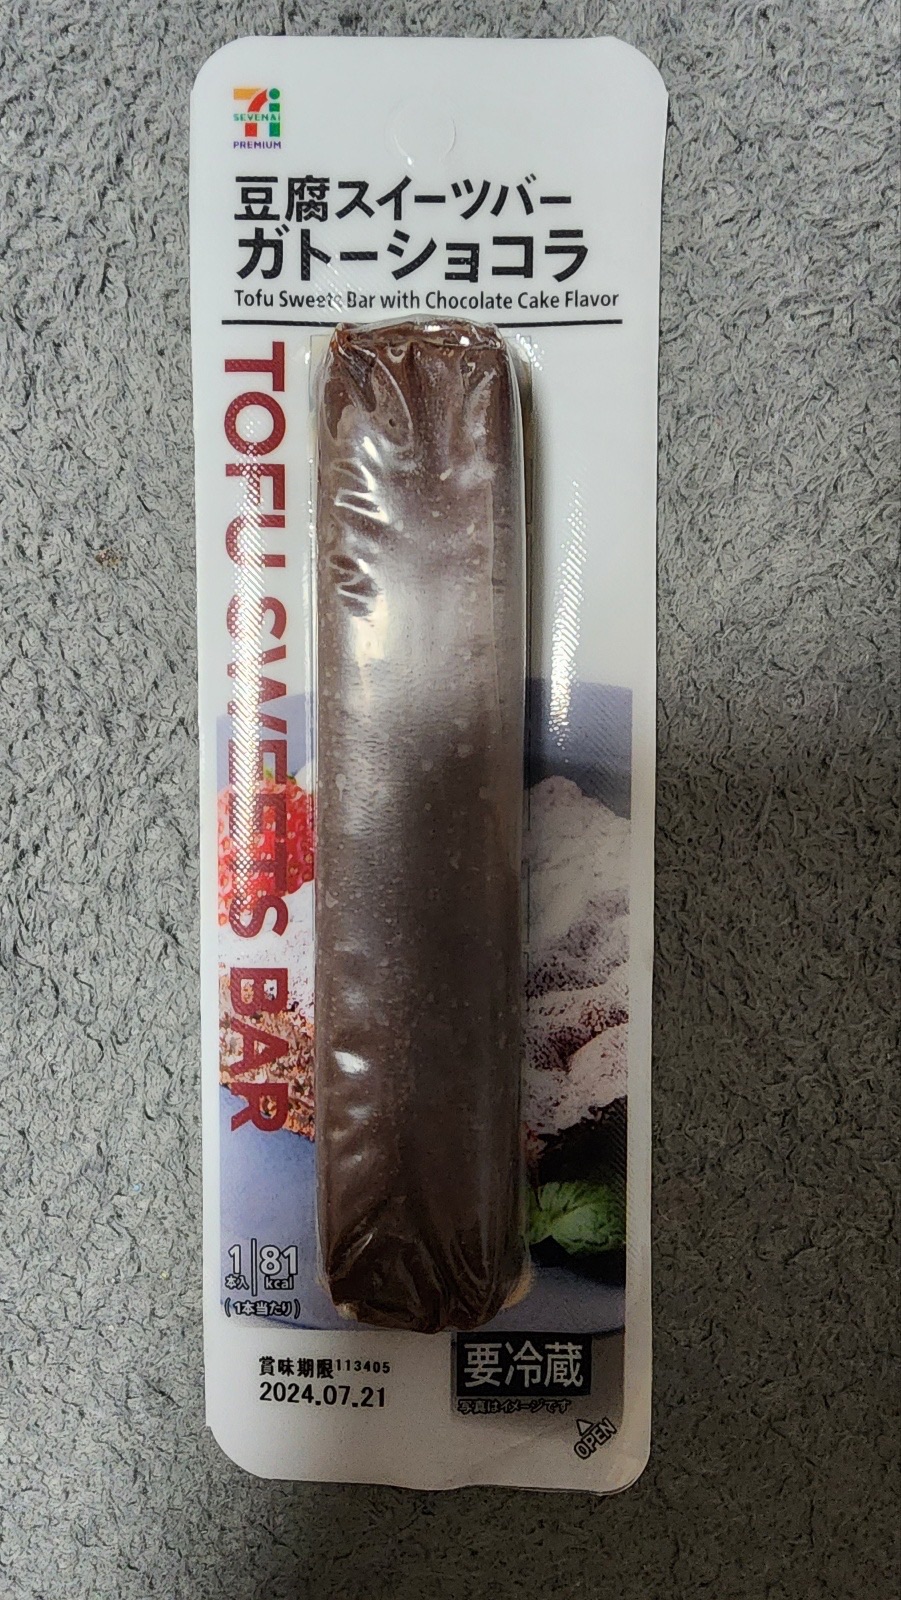 SEVEN&i
PREMIUM
豆腐スイーツバー
ガトーショコラ
Tofu Sweets Bar with Chocolate Cake Flavor
TOFU SWEETS BAR
1本入 81kcal
(1本当たり)
賞味期限113405
2024.07.21
要冷蔵
写真はイメージです
OPEN